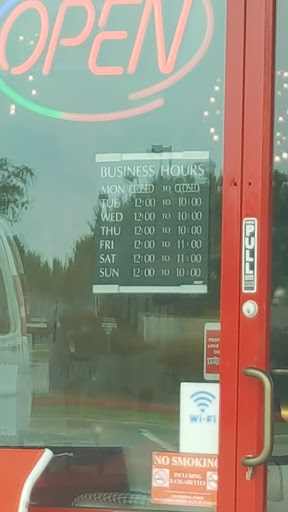 OPEN
BUSINESS HOURS
MON CLOSED TO CLOSED
TUE 12:00 TO 10:00
WED 12:00 TO 10:00
THU 12:00 TO 10:00
FRI 12:00 TO 11:00
SAT 12:00 TO 11:00
SUN 12:00 TO 10:00
PULL
yelp
Wi-Fi
NO SMOKING
INCLUDING
E-CIGARETTES